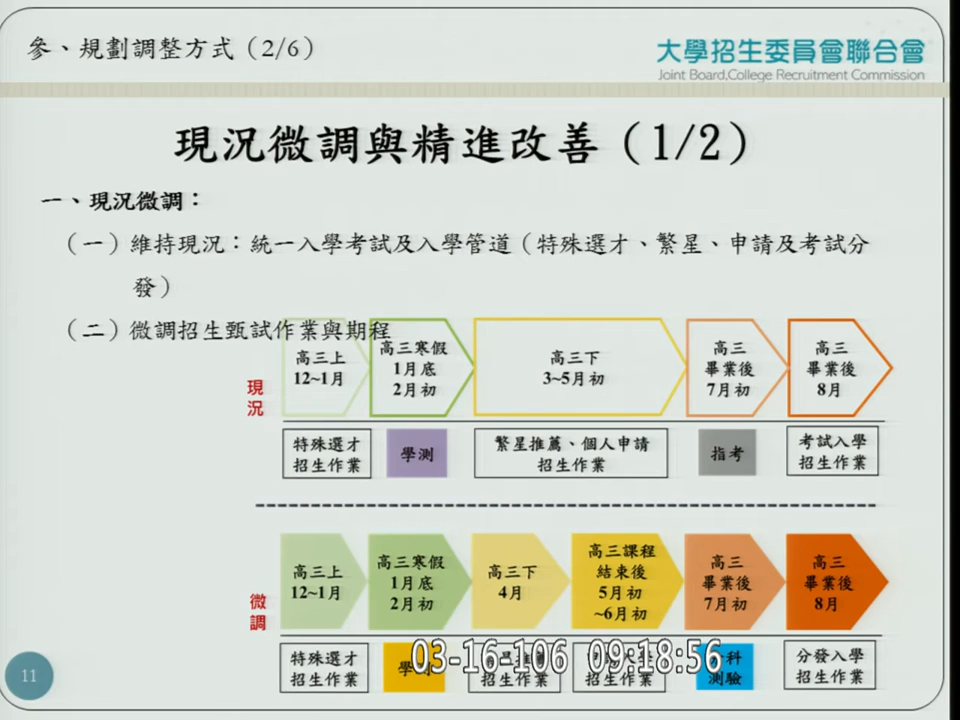 參、規劃調整方式（2/6）
大學招生委員會聯合會
Joint Board,College Recruitment Commission
現況微調與精進改善（1/2）
一、現況微調：
（一）維持現況：統一入學考試及入學管道（特殊選才、繁星、申請及考試分
發）
（二）微調招生甄試作業與期程
現況
高三上
12~1月
高三寒假
1月底
2月初
高三下
3~5月初
高三
畢業後
7月初
高三
畢業後
8月
特殊選才
招生作業
學測
繁星推薦、個人申請
招生作業
指考
考試入學
招生作業
微調
高三上
12~1月
高三寒假
1月底
2月初
高三下
4月
高三課程
結束後
5月初
~6月初
高三
畢業後
7月初
高三
畢業後
8月
特殊選才
招生作業
學
招生作業
招生作業
科
測驗
分發入學
招生作業
03-16-106 09:18:56
11